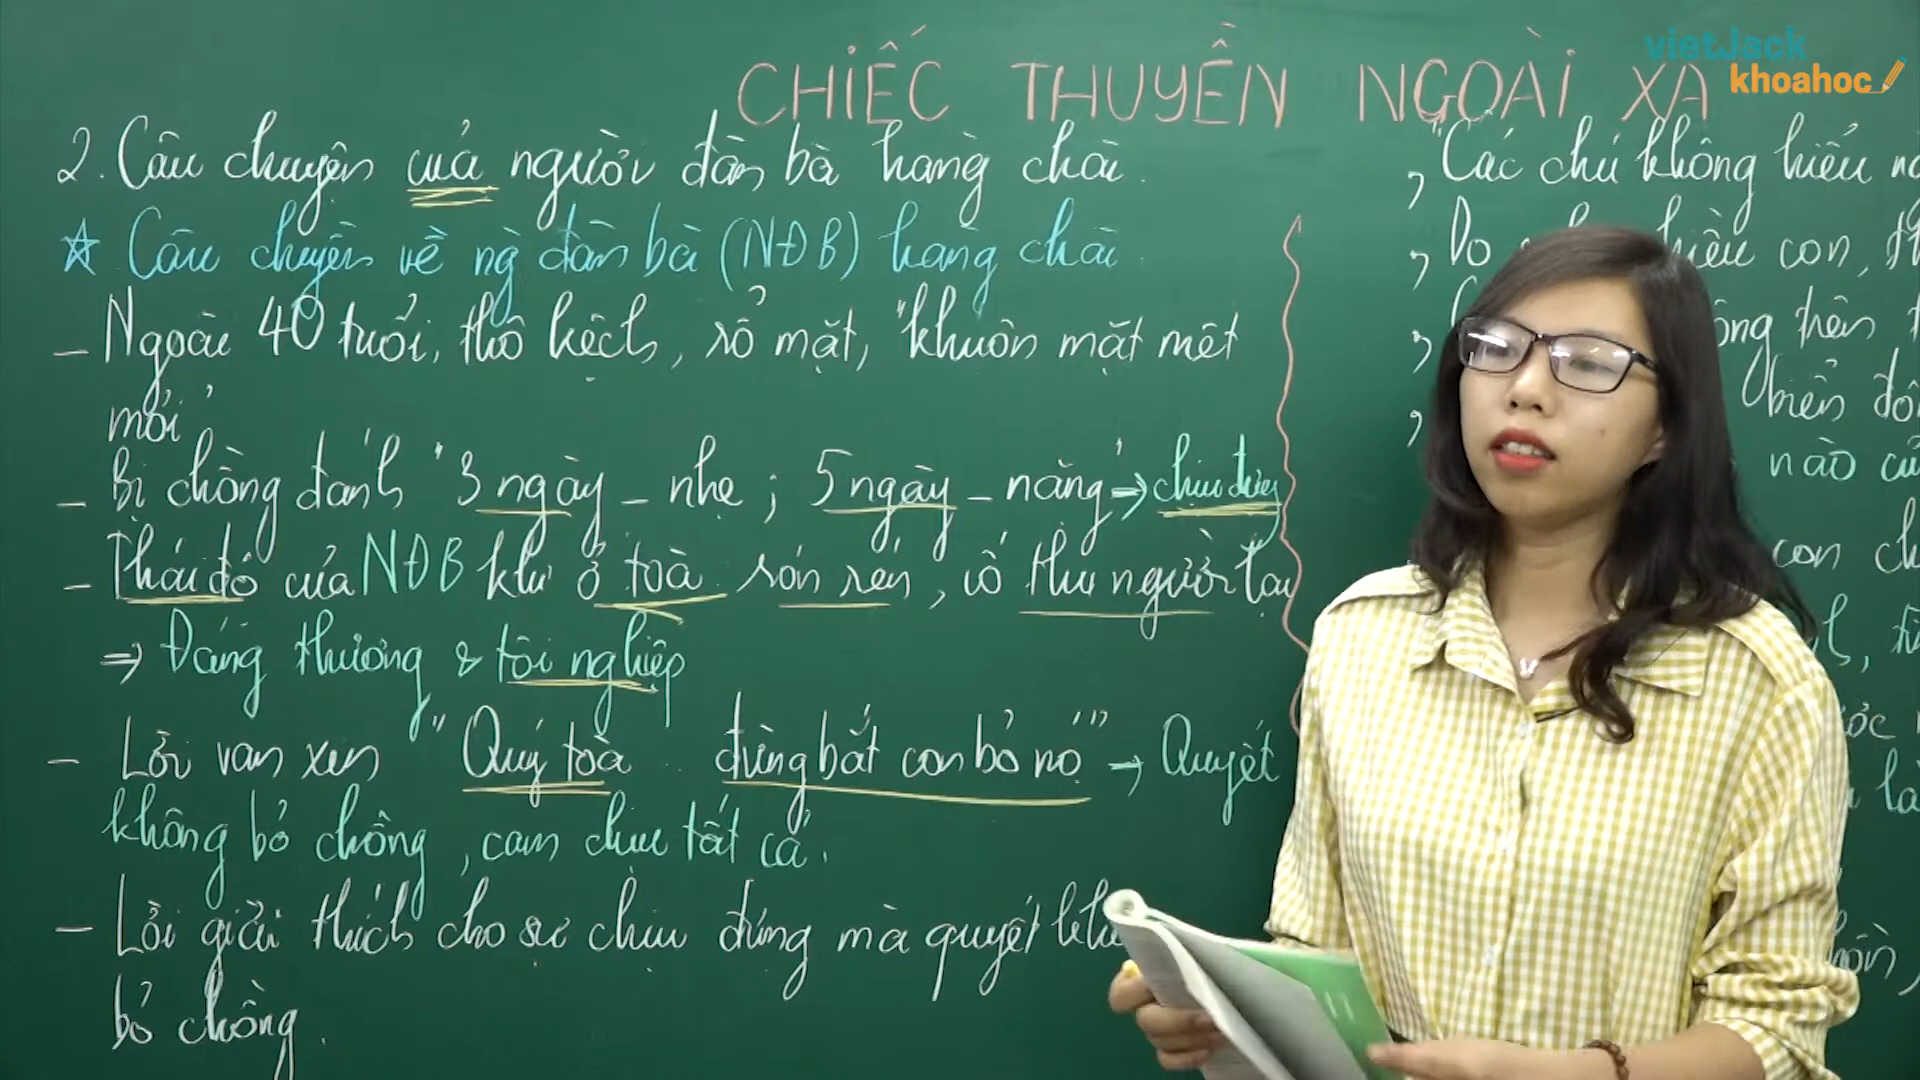 vietJack
khoahoc
CHIẾC THUYỀN NGOÀI XA
2. Câu chuyện của người đàn bà hàng chài.
☆ Câu chuyện về ng đàn bà (NĐB) hàng chài.
- Ngoài 40 tuổi, thô kệch, rỗ mặt, "khuôn mặt mệt
mỏi"
- Bị chồng đánh "3 ngày - nhẹ; 5 ngày - nặng" → chịu đựng
- Thái độ của NĐB khi ở toà rón rén, cố thu người lại
⇒ Đáng thương & tội nghiệp
- Lời van xin "Quý toà đừng bắt con bỏ nó" → Quyết
không bỏ chồng, cam chịu tất cả.
- Lời giải thích cho sự chịu đựng mà quyết
bỏ chồng.
"Các chú không hiểu
, Do con,
trên
biển
nào
con